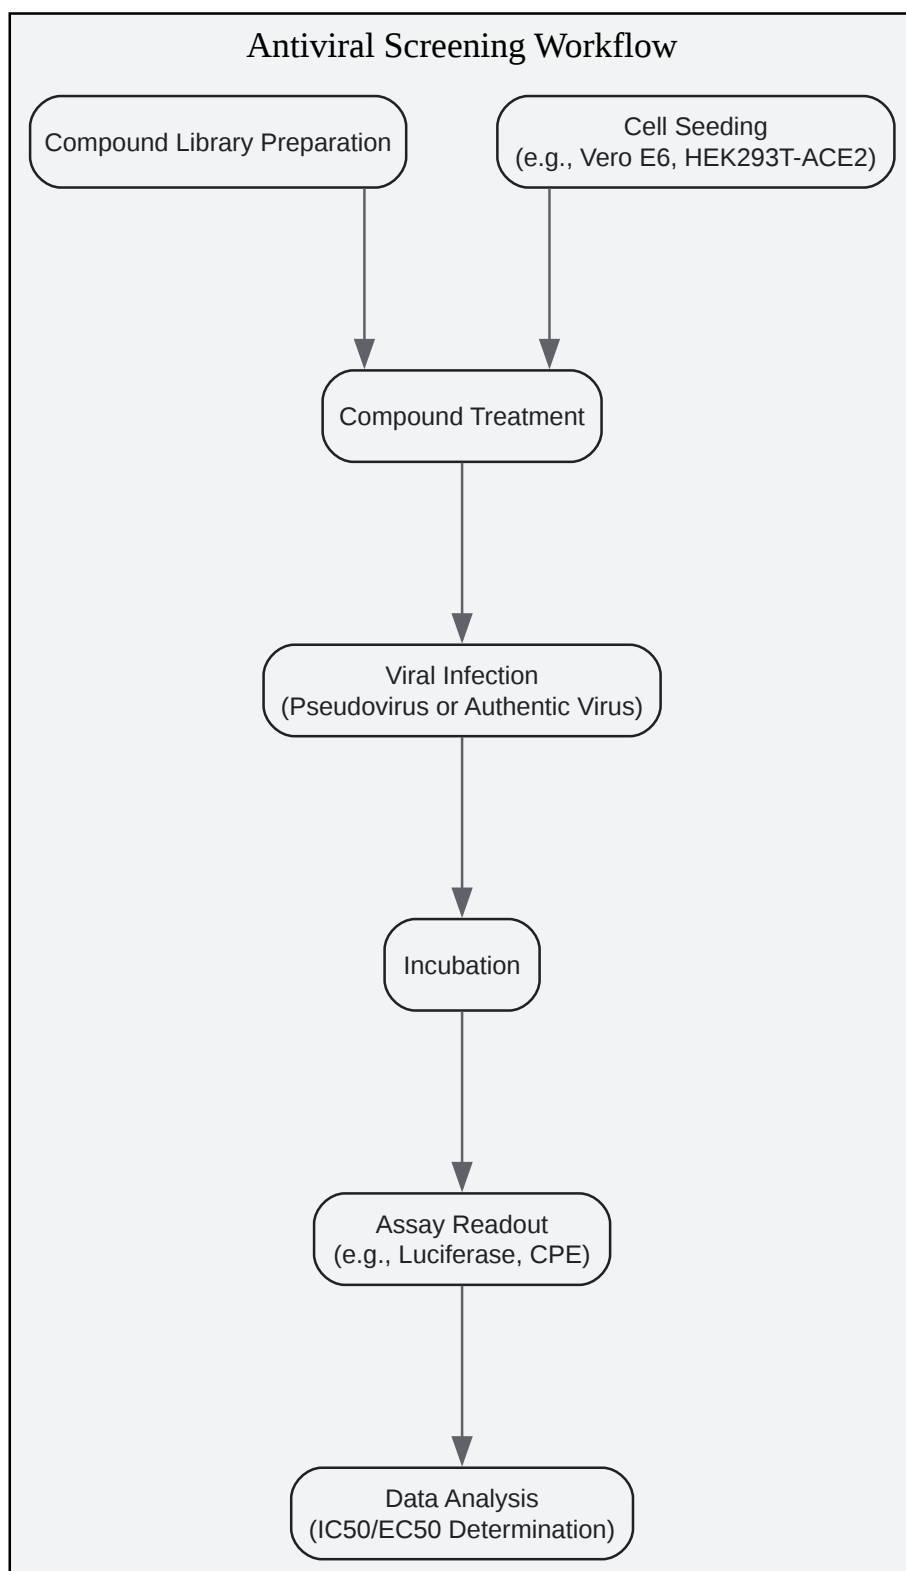 Antiviral Screening Workflow
Compound Library Preparation
Cell Seeding
(e.g., Vero E6, HEK293T-ACE2)
Compound Treatment
Viral Infection
(Pseudovirus or Authentic Virus)
Incubation
Assay Readout
(e.g., Luciferase, CPE)
Data Analysis
(IC50/EC50 Determination)